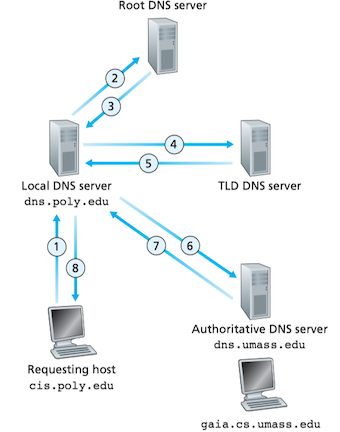 Root DNS server
2
3
4
5
Local DNS server
dns.poly.edu
TLD DNS server
1
8
7
6
Authoritative DNS server
dns.umass.edu
Requesting host
cis.poly.edu
gaia.cs.umass.edu